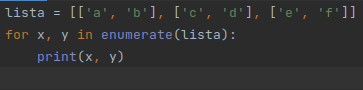 lista = [['a', 'b'], ['c', 'd'], ['e', 'f']]
for x, y in enumerate(lista):
    print(x, y)